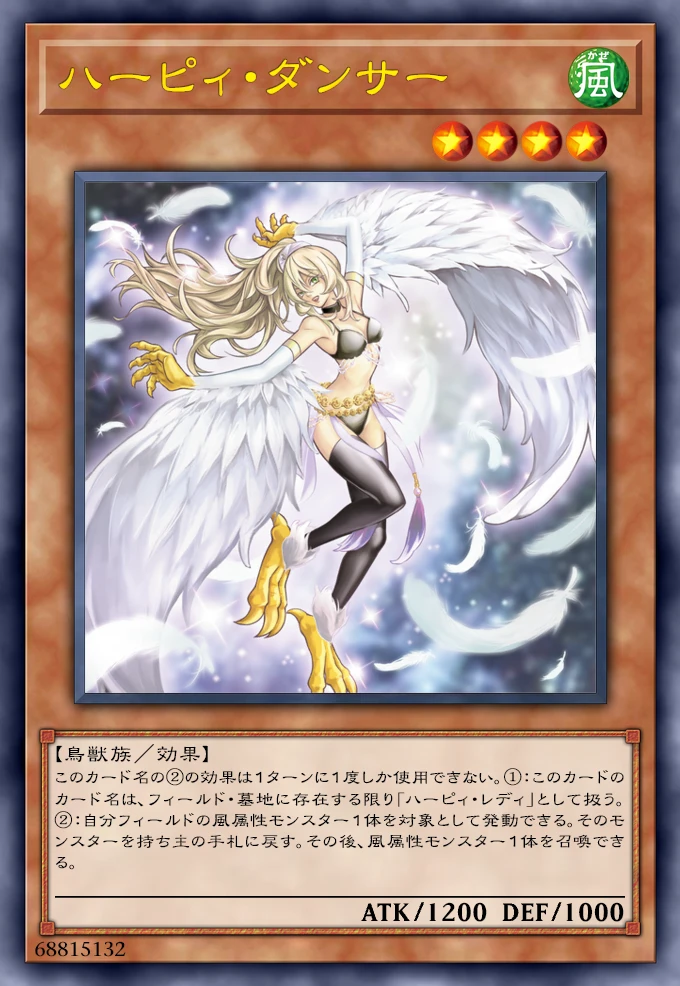 ハーピィ・ダンサー
かぜ
風
【鳥獣族／効果】
このカード名の②の効果は１ターンに１度しか使用できない。①：このカードの
カード名は、フィールド・墓地に存在する限り「ハーピィ・レディ」として扱う。
②：自分フィールドの風属性モンスター１体を対象として発動できる。そのモ
ンスターを持ち主の手札に戻す。その後、風属性モンスター１体を召喚でき
る。
ATK/1200 DEF/1000
68815132